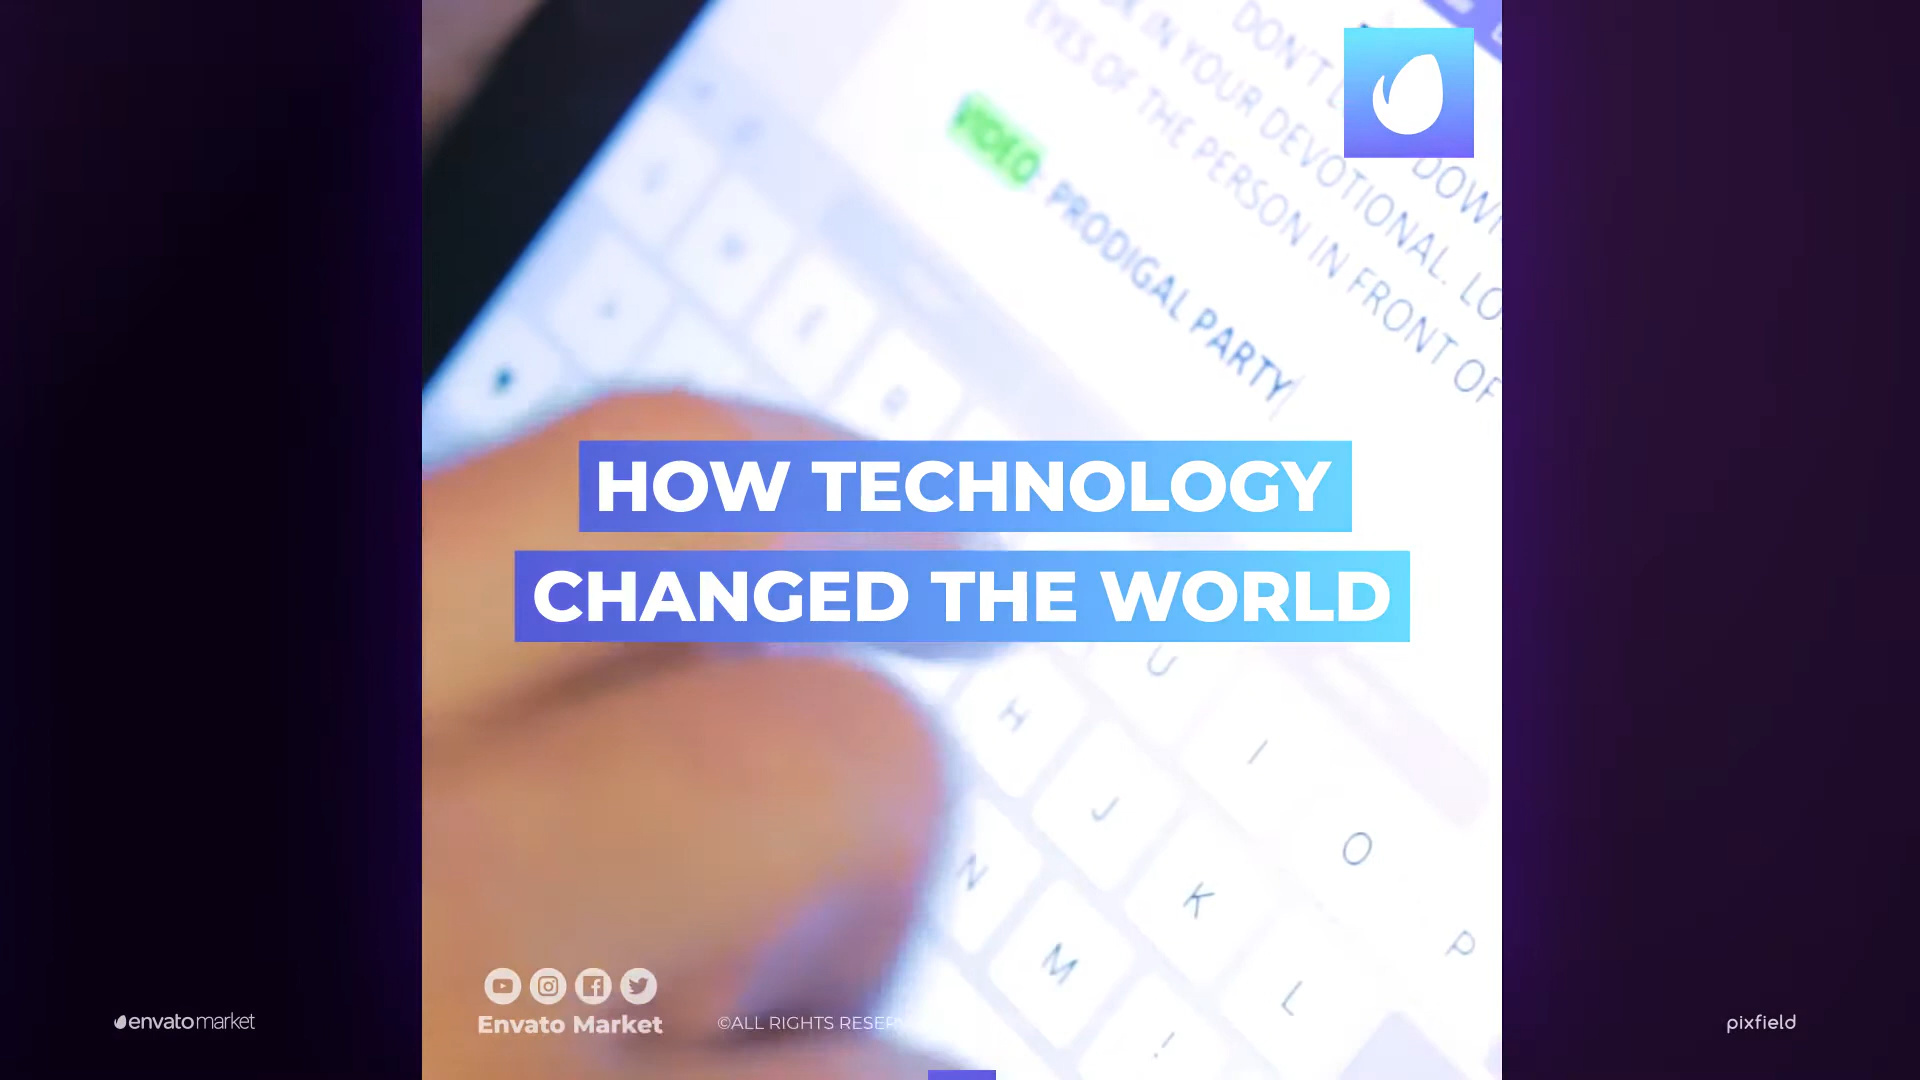 DON'T
IN YOUR DEVOTIONAL. LO
DOWN
EYES OF THE PERSON IN FRONT OF
VIDEO: PRODIGAL PARTY
HOW TECHNOLOGY
CHANGED THE WORLD
U
H
I
J
O
N
K
P
M
L
!
Envato Market
©ALL RIGHTS RESER
envatomarket
pixfield